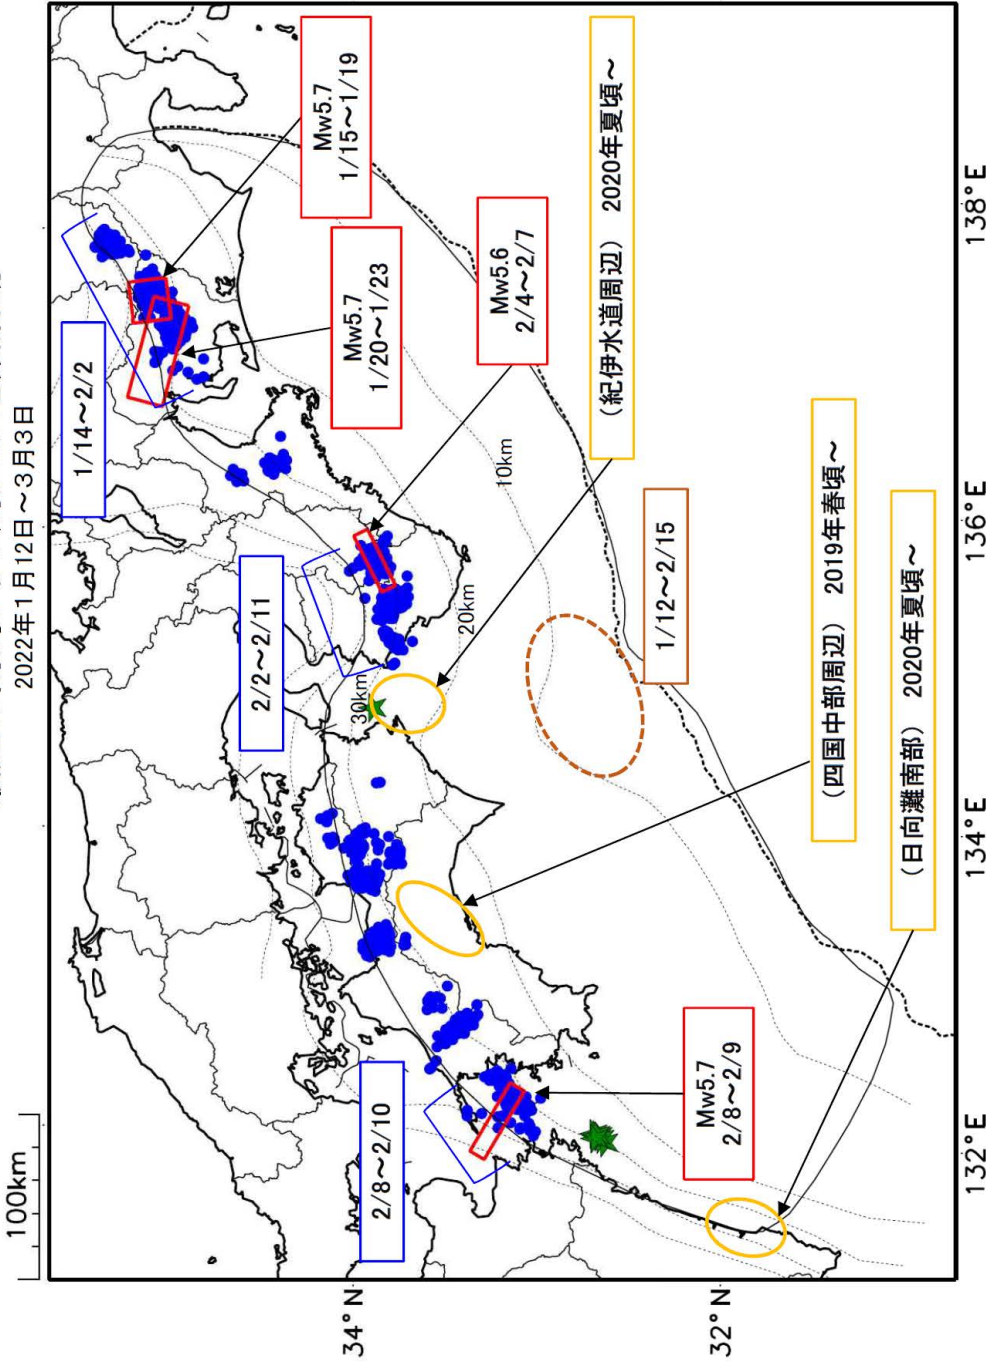 2022年1月12日～3月3日
100km
1/14～2/2
2/2～2/11
2/8～2/10
Mw5.7
1/15～1/19
Mw5.7
1/20～1/23
Mw5.6
2/4～2/7
Mw5.7
2/8～2/9
（紀伊水道周辺） 2020年夏頃～
1/12～2/15
（四国中部周辺） 2019年春頃～
（日向灘南部） 2020年夏頃～
10km
20km
30km
34°N
32°N
132°E
134°E
136°E
138°E